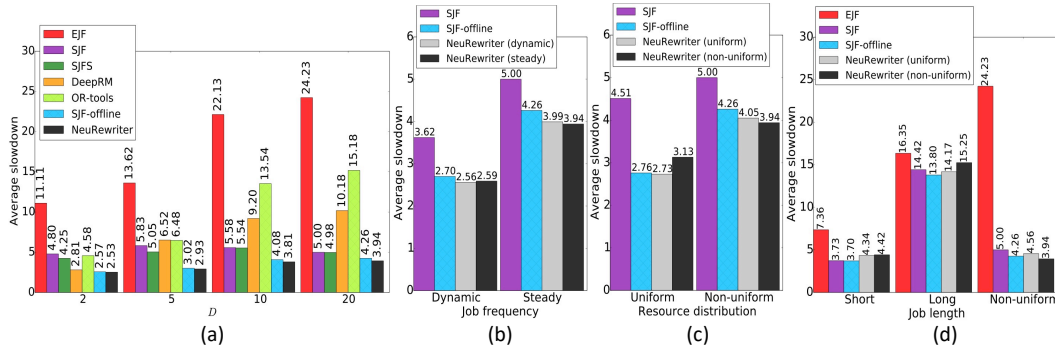 EJF
SJF
SJFS
DeepRM
OR-tools
SJF-offline
NeuRewriter
Average slowdown
30
25
20
15
10
5
0
11.11
4.80
4.25
2.81
4.58
2.57
2.53
13.62
5.83
5.05
6.52
6.48
3.02
2.93
22.13
5.58
5.54
9.20
13.54
4.08
3.81
24.23
5.00
4.98
10.18
15.18
4.26
3.94
2 5 10 20
D
(a)
SJF
SJF-offline
NeuRewriter (dynamic)
NeuRewriter (steady)
Average slowdown
6
5
4
3
2
1
0
3.62
2.70
2.56
2.59
5.00
4.26
3.99
3.94
Dynamic Steady
Job frequency
(b)
SJF
SJF-offline
NeuRewriter (uniform)
NeuRewriter (non-uniform)
Average slowdown
6
5
4
3
2
1
0
4.51
2.76
2.73
3.13
5.00
4.26
4.05
3.94
Uniform Non-uniform
Resource distribution
(c)
EJF
SJF
SJF-offline
NeuRewriter (uniform)
NeuRewriter (non-uniform)
Average slowdown
30
25
20
15
10
5
0
7.36
3.73
3.70
4.34
4.42
16.35
14.42
13.80
14.17
15.25
24.23
5.00
4.26
4.56
3.94
Short Long Non-uniform
Job length
(d)